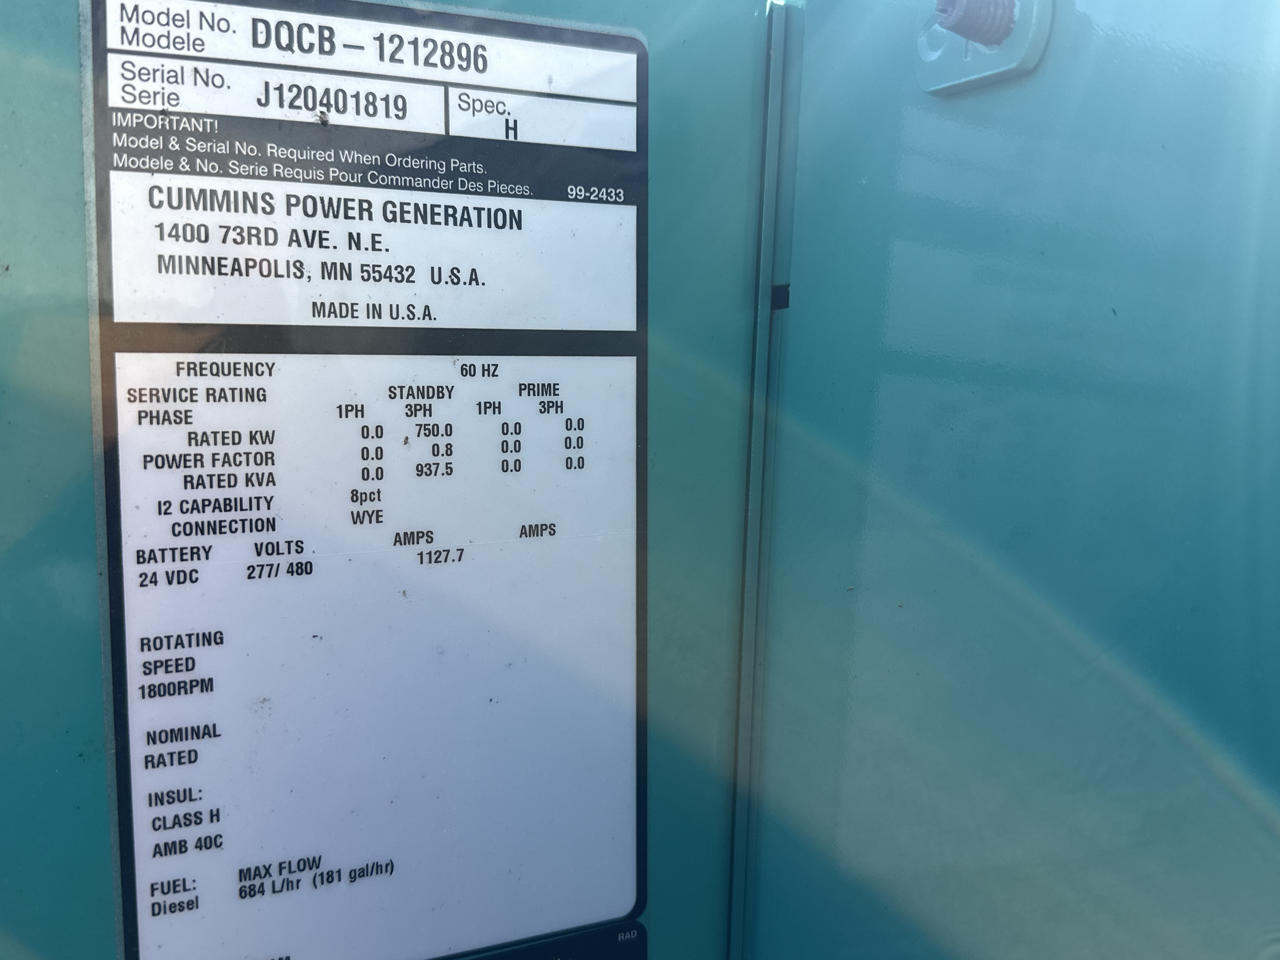 Model No. DQCB – 1212896
Modele
Serial No. J120401819 Spec.
Serie H
IMPORTANT!
Model & Serial No. Required When Ordering Parts.
Modele & No. Serie Requis Pour Commander Des Pieces. 99-2433
CUMMINS POWER GENERATION
1400 73RD AVE. N.E.
MINNEAPOLIS, MN 55432 U.S.A.
MADE IN U.S.A.
FREQUENCY 60 HZ
SERVICE RATING STANDBY PRIME
PHASE 1PH 3PH 1PH 3PH
RATED KW 0.0 750.0 0.0 0.0
POWER FACTOR 0.0 0.8 0.0 0.0
RATED KVA 0.0 937.5 0.0 0.0
I2 CAPABILITY 8pct
CONNECTION WYE
BATTERY VOLTS AMPS AMPS
24 VDC 277/ 480 1127.7
ROTATING
SPEED
1800RPM
NOMINAL
RATED
INSUL:
CLASS H
AMB 40C
FUEL: MAX FLOW
Diesel 684 L/hr (181 gal/hr)
RAD